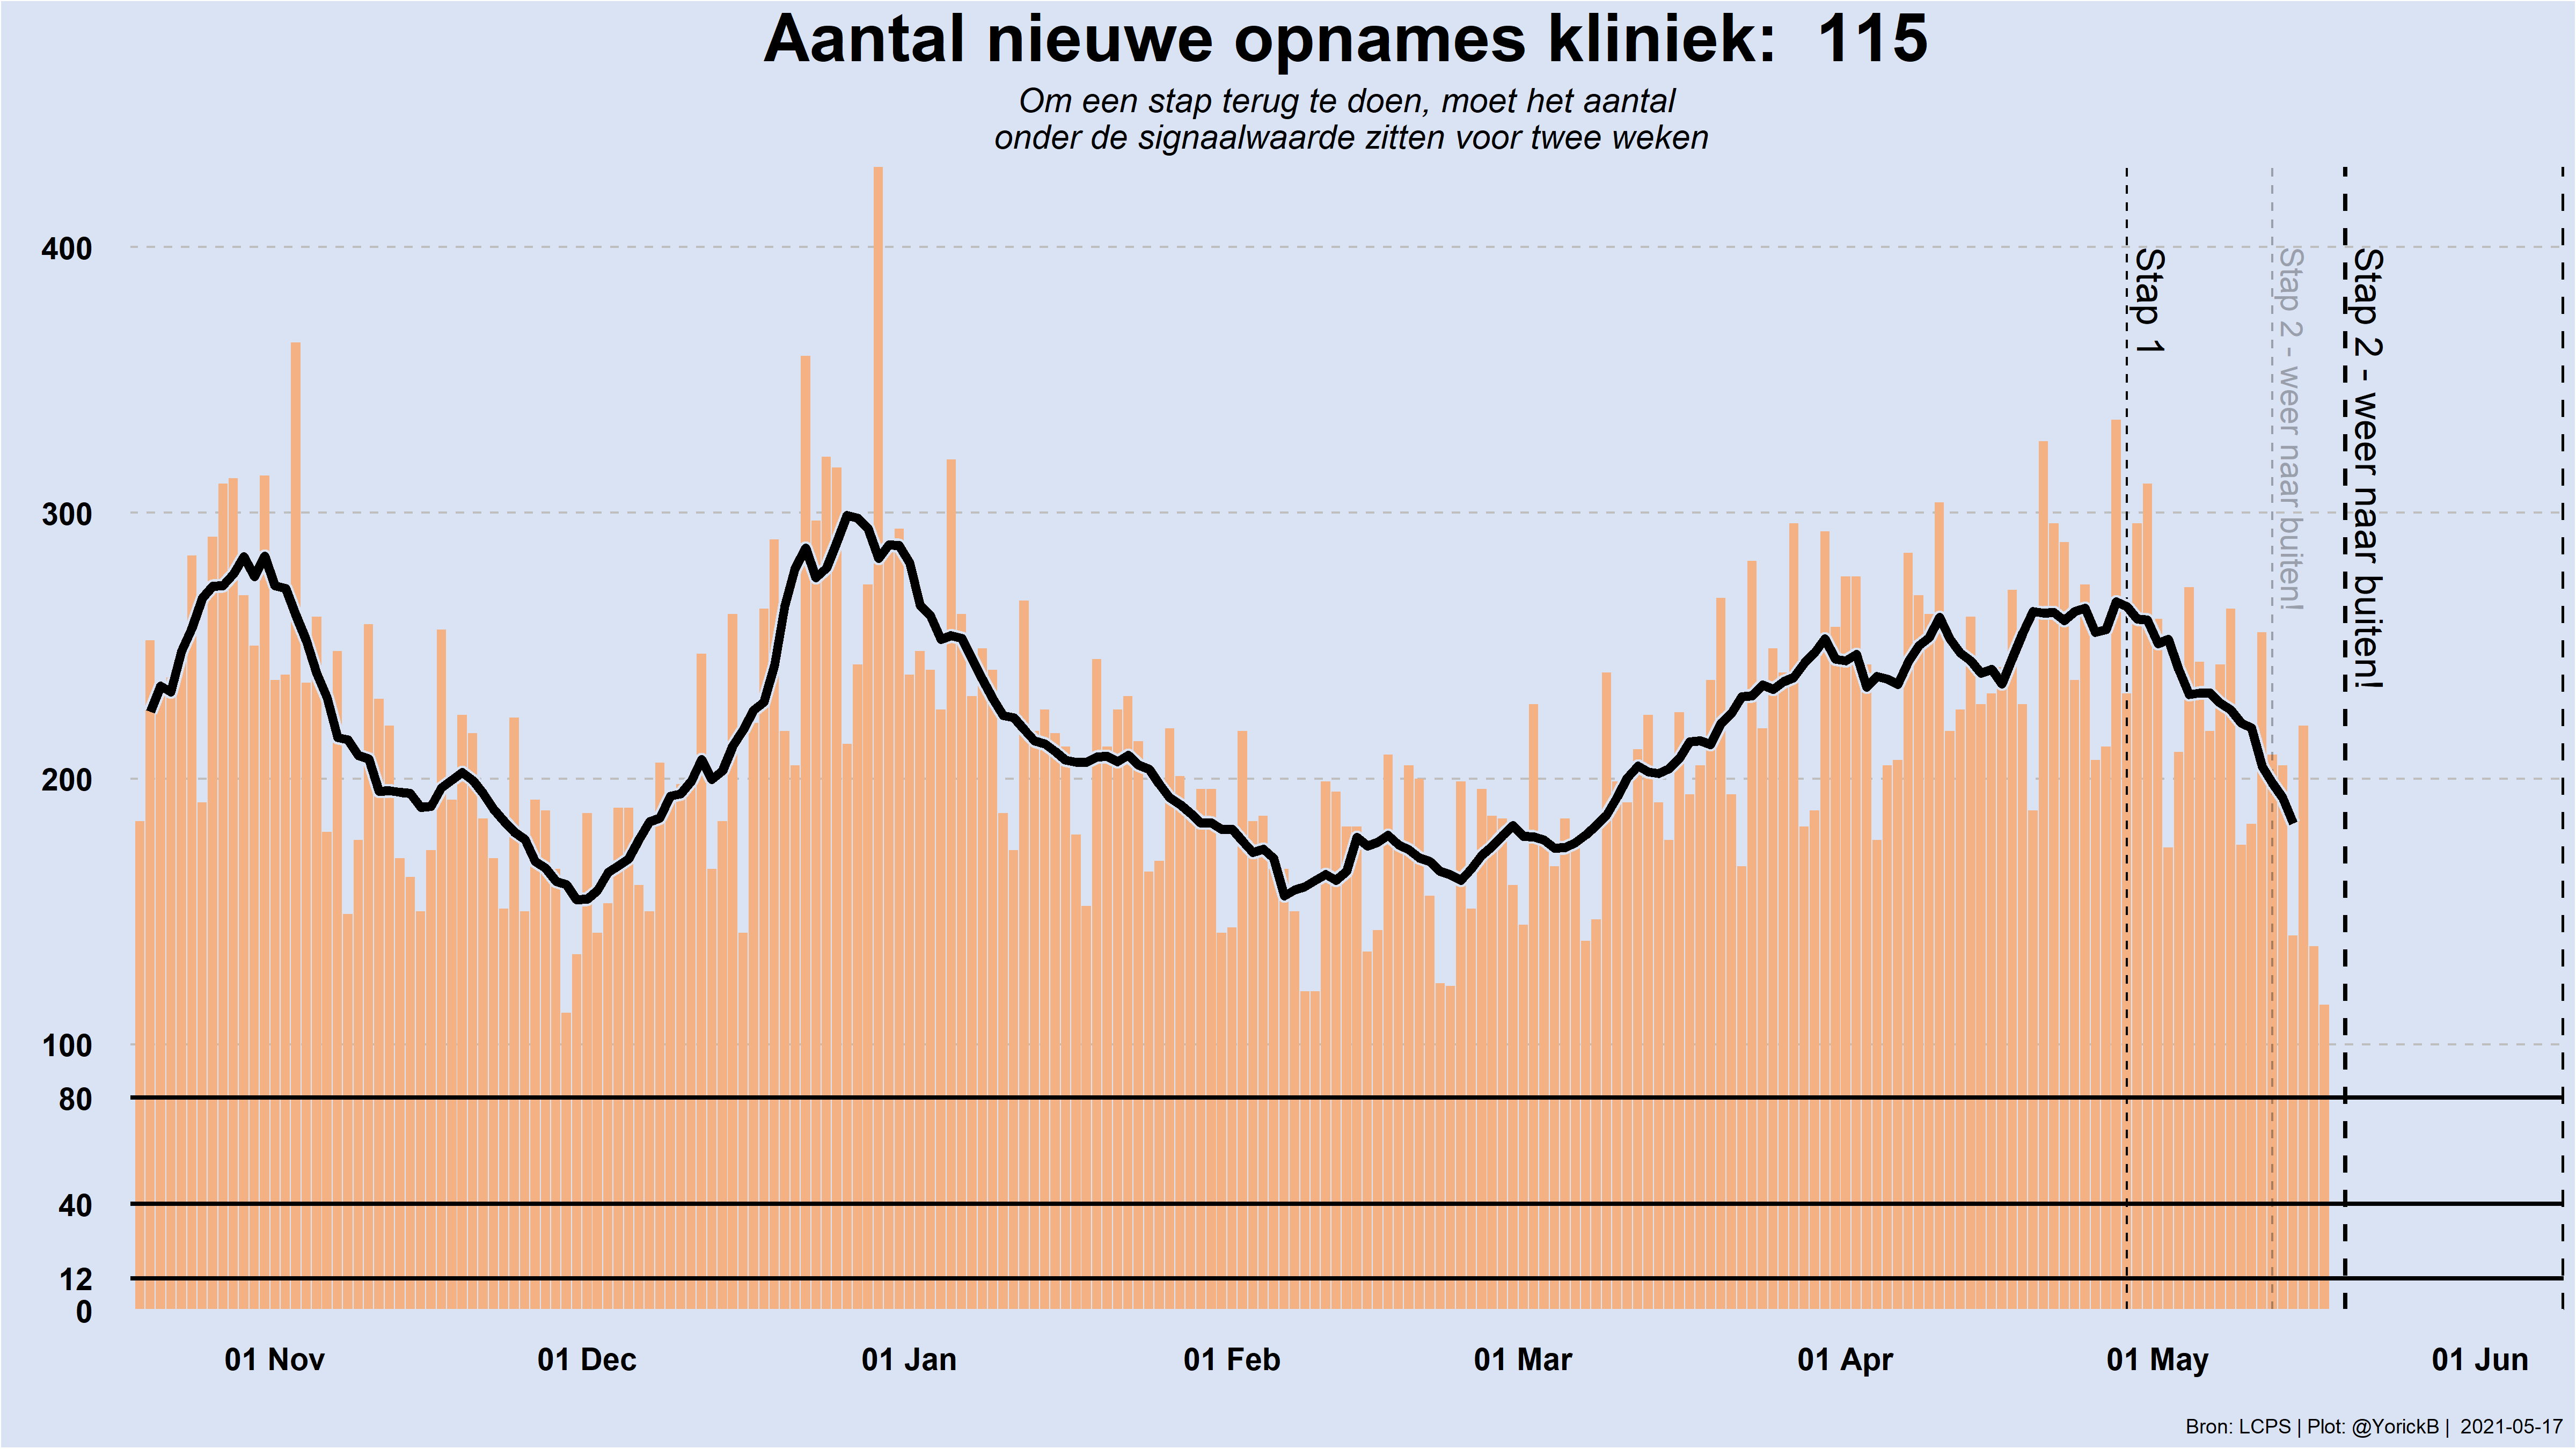 Aantal nieuwe opnames kliniek: 115
Om een stap terug te doen, moet het aantal
onder de signaalwaarde zitten voor twee weken
400
300
200
100
80
40
12
0
Stap 1
Stap 2 - weer naar buiten!
Stap 2 - weer naar buiten!
01 Nov
01 Dec
01 Jan
01 Feb
01 Mar
01 Apr
01 May
01 Jun
Bron: LCPS | Plot: @YorickB | 2021-05-17